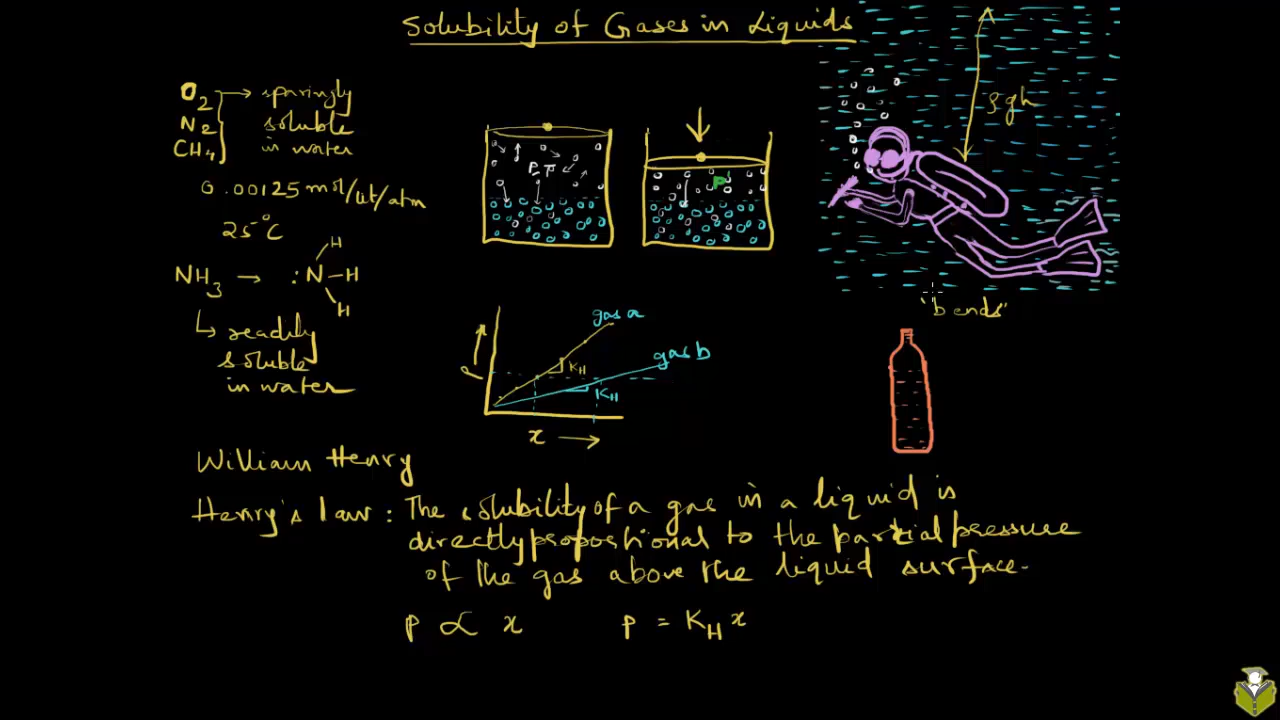 Solubility of Gases in Liquids
O2 → sparingly
N2 soluble
CH4 in water
0.00125 mol/lit/atm
25°C
NH3 → :N-H
H
H
↳ readily
soluble
in water
P, T
P
ρgh
"bends"
gas a
gas b
KH
KH
P
x →
William Henry
Henry's law : The solubility of a gas in a liquid is
directly proportional to the partial pressure
of the gas above the liquid surface.
p ∝ x p = KH x